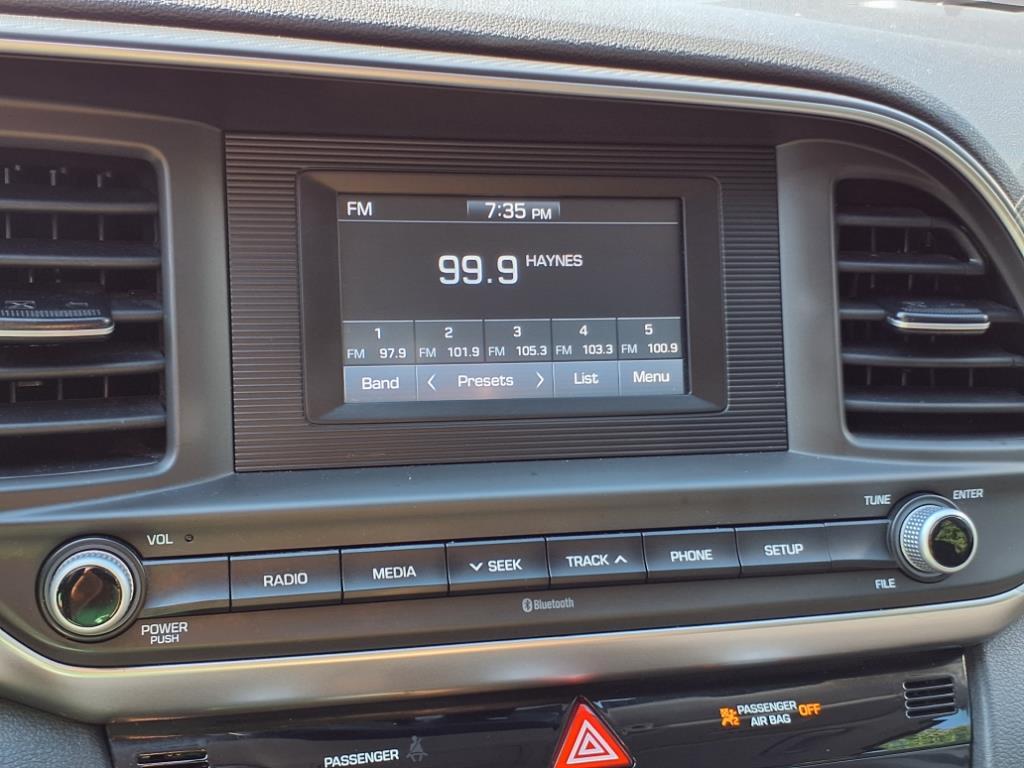 FM 7:35 PM
99.9 HAYNES
1 2 3 4 5
FM 97.9 FM 101.9 FM 105.3 FM 103.3 FM 100.9
Band < Presets > List Menu
TUNE ENTER
VOL
RADIO MEDIA SEEK TRACK PHONE SETUP
FILE
Bluetooth
POWER
PUSH
PASSENGER OFF
AIR BAG
PASSENGER